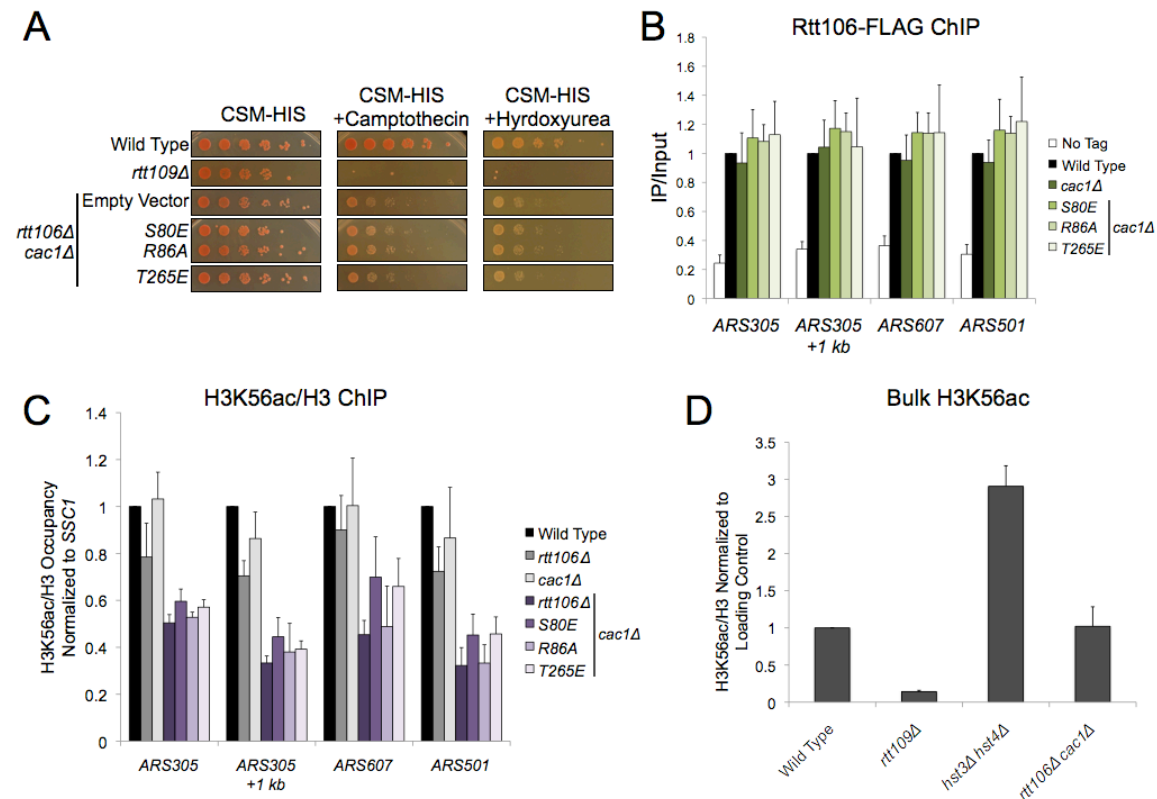 A
CSM-HIS
CSM-HIS
+Camptothecin
CSM-HIS
+Hyrdoxyurea
Wild Type
rtt109Δ
Empty Vector
S80E
R86A
T265E
rtt106Δ
cac1Δ
B
Rtt106-FLAG ChIP
IP/Input
1.8
1.6
1.4
1.2
1
0.8
0.6
0.4
0.2
0
ARS305
ARS305
+1 kb
ARS607
ARS501
No Tag
Wild Type
cac1Δ
S80E
R86A
T265E
cac1Δ
C
H3K56ac/H3 ChIP
H3K56ac/H3 Occupancy
Normalized to SSC1
1.4
1.2
1
0.8
0.6
0.4
0.2
0
ARS305
ARS305
+1 kb
ARS607
ARS501
Wild Type
rtt106Δ
cac1Δ
rtt106Δ
S80E
R86A
T265E
cac1Δ
D
Bulk H3K56ac
H3K56ac/H3 Normalized to
Loading Control
3.5
3
2.5
2
1.5
1
0.5
0
Wild Type
rtt109Δ
hst3Δ hst4Δ
rtt106Δ cac1Δ